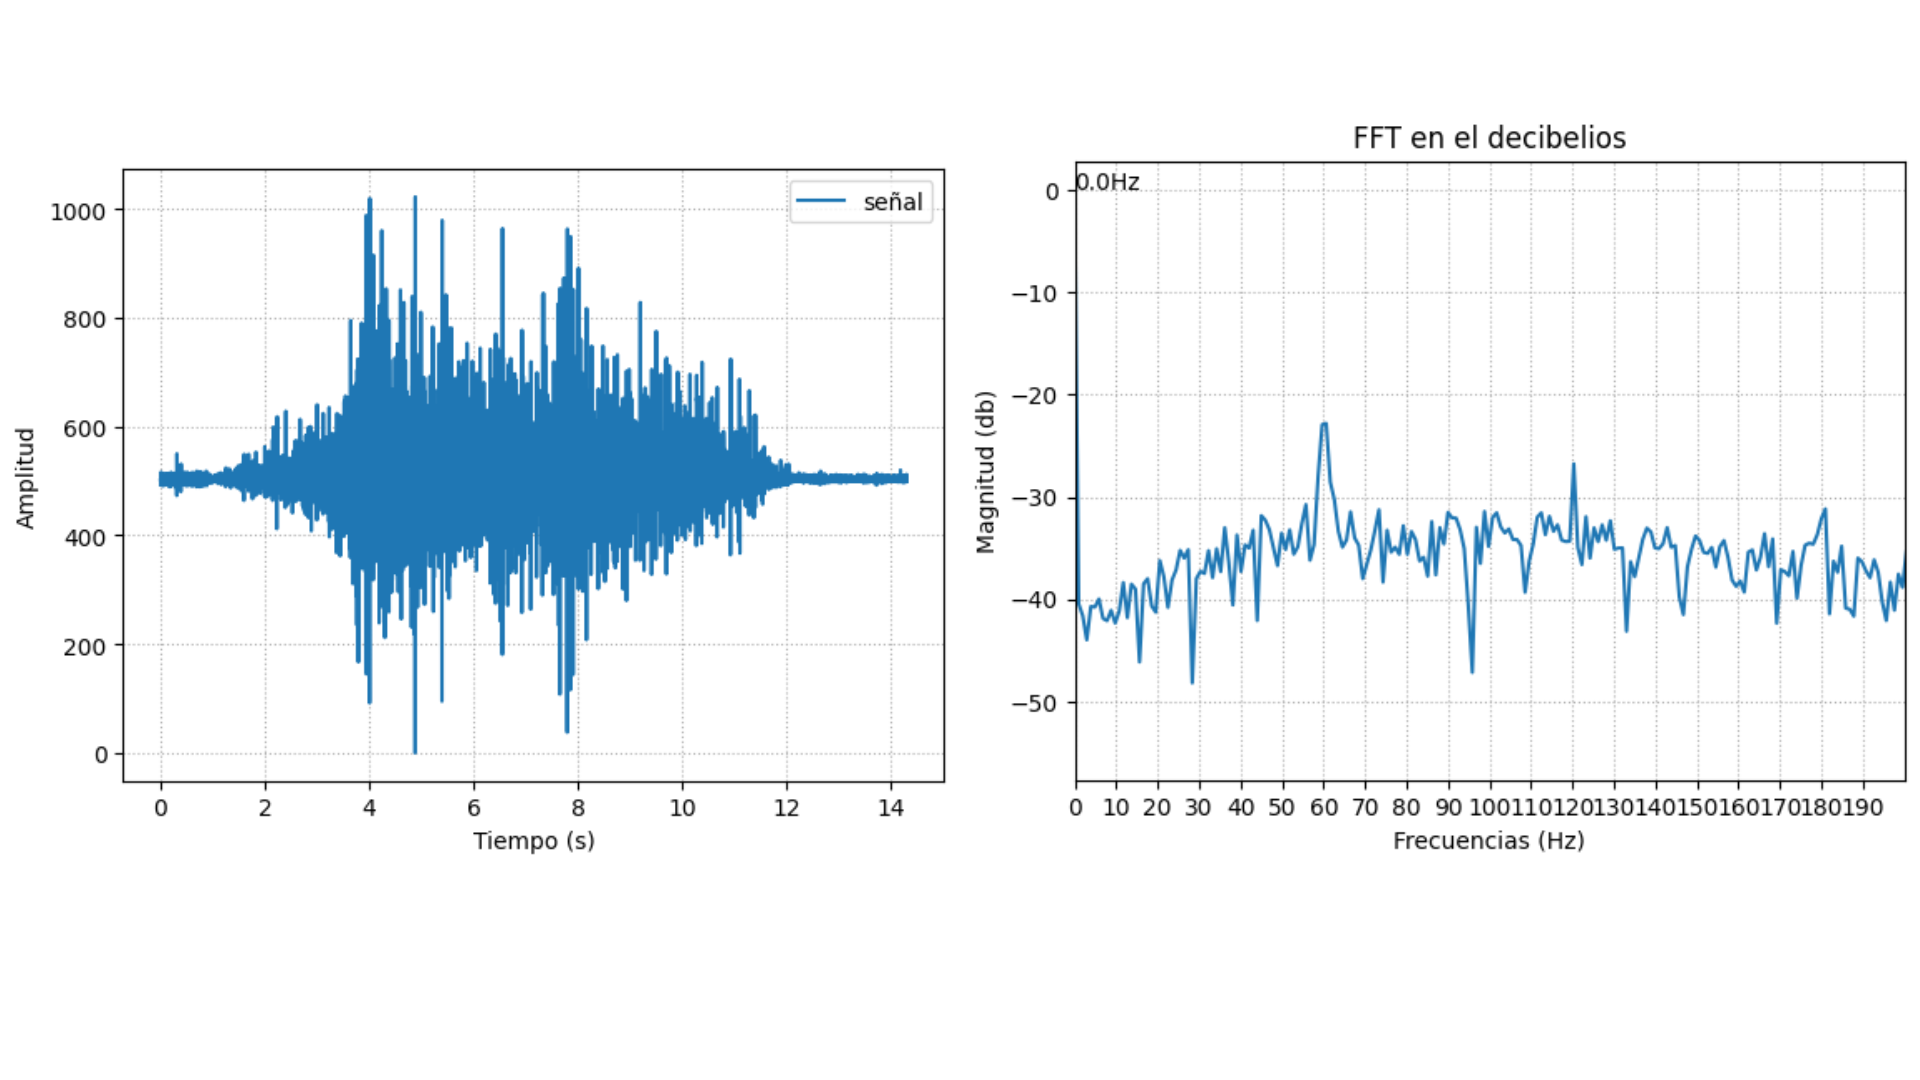 señal
1000
800
600
400
200
0
Amplitud
0 2 4 6 8 10 12 14
Tiempo (s)
FFT en el decibelios
0.0Hz
0
−10
−20
−30
−40
−50
Magnitud (db)
0 10 20 30 40 50 60 70 80 90 100 110 120 130 140 150 160 170 180 190
Frecuencias (Hz)